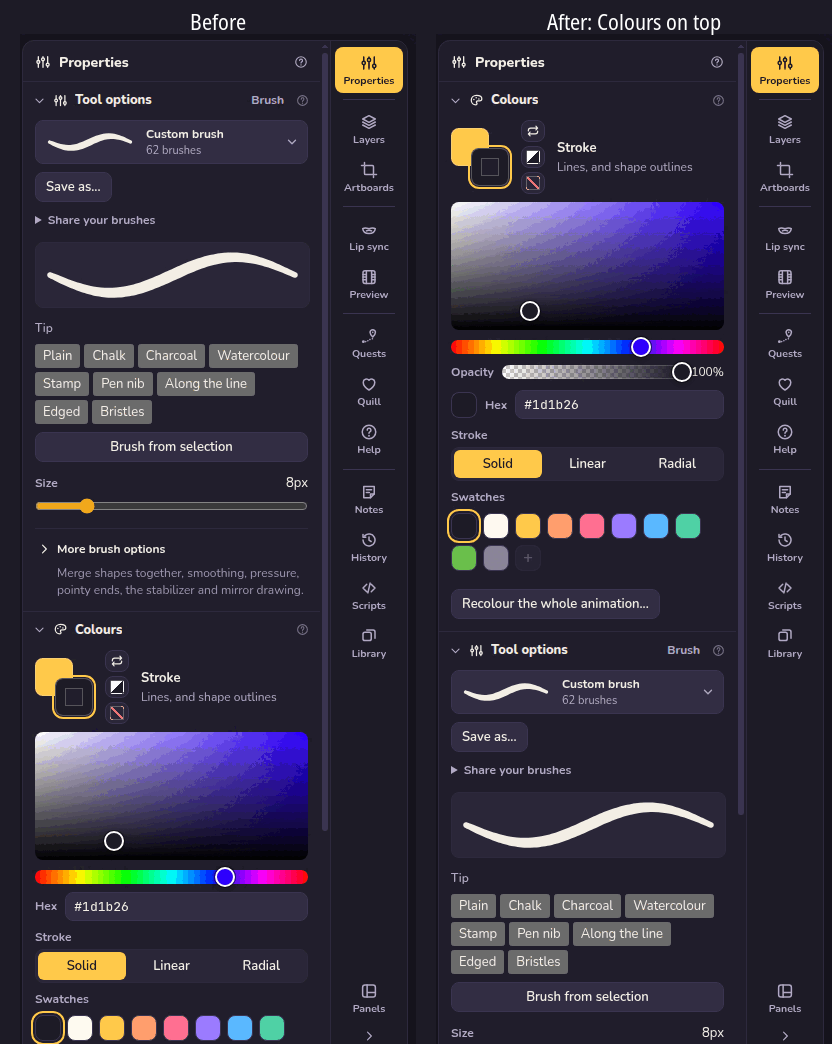 Before
Properties
Tool options Brush
Custom brush
62 brushes
Save as...
Share your brushes
Tip
Plain Chalk Charcoal Watercolour
Stamp Pen nib Along the line
Edged Bristles
Brush from selection
Size 8px
More brush options
Merge shapes together, smoothing, pressure,
pointy ends, the stabilizer and mirror drawing.
Colours
Stroke
Lines, and shape outlines
Hex #1d1b26
Stroke
Solid Linear Radial
Swatches
Properties
Layers
Artboards
Lip sync
Preview
Quests
Quill
Help
Notes
History
Scripts
Library
Panels
After: Colours on top
Properties
Colours
Stroke
Lines, and shape outlines
Opacity 100%
Hex #1d1b26
Stroke
Solid Linear Radial
Swatches
+
Recolour the whole animation...
Tool options Brush
Custom brush
62 brushes
Save as...
Share your brushes
Tip
Plain Chalk Charcoal Watercolour
Stamp Pen nib Along the line
Edged Bristles
Brush from selection
Size 8px
Properties
Layers
Artboards
Lip sync
Preview
Quests
Quill
Help
Notes
History
Scripts
Library
Panels